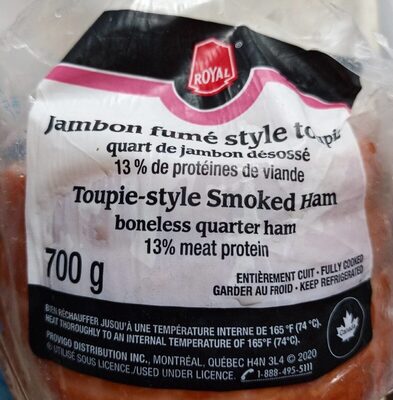 ROYAL
®
Jambon fumé style toupie
quart de jambon désossé
13 % de protéines de viande
Toupie-style Smoked Ham
boneless quarter ham
13% meat protein
700 g
ENTIÈREMENT CUIT · FULLY COOKED
GARDER AU FROID · KEEP REFRIGERATED
BIEN RÉCHAUFFER JUSQU'À UNE TEMPÉRATURE INTERNE DE 165 °F (74 °C).
HEAT THOROUGHLY TO AN INTERNAL TEMPERATURE OF 165°F (74°C).
PROVIGO DISTRIBUTION INC., MONTRÉAL, QUÉBEC H4N 3L4 © 2020
® UTILISÉ SOUS LICENCE./USED UNDER LICENCE. 1-888-495-5111
Canada